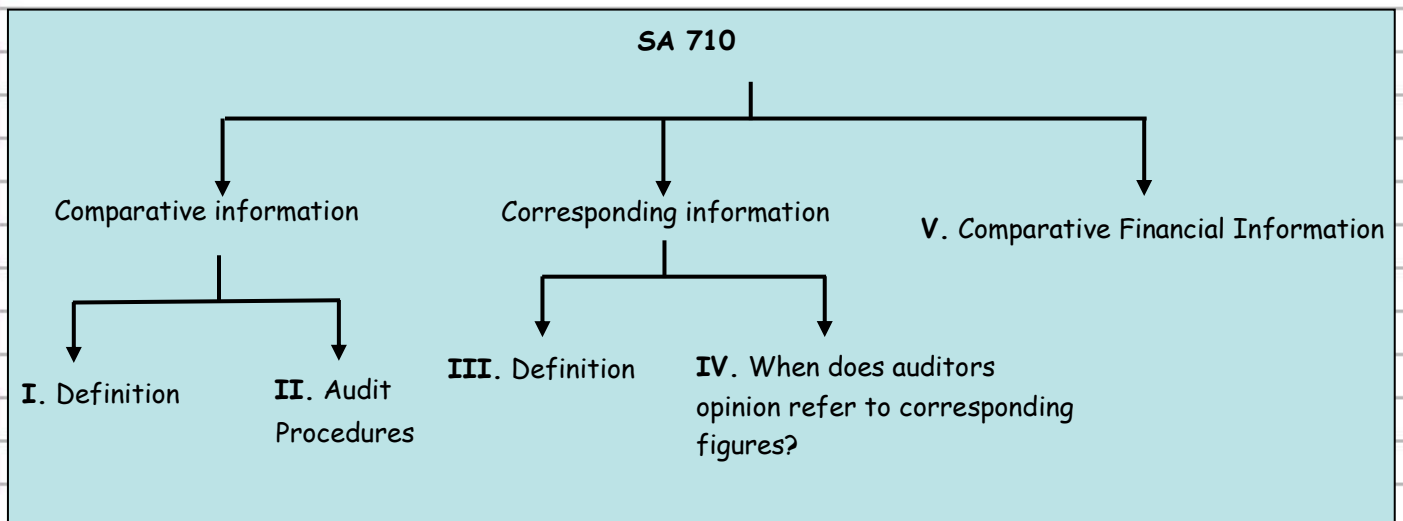 SA 710
Comparative information
Corresponding information
V. Comparative Financial Information
I. Definition
II. Audit
Procedures
III. Definition
IV. When does auditors
opinion refer to corresponding
figures?